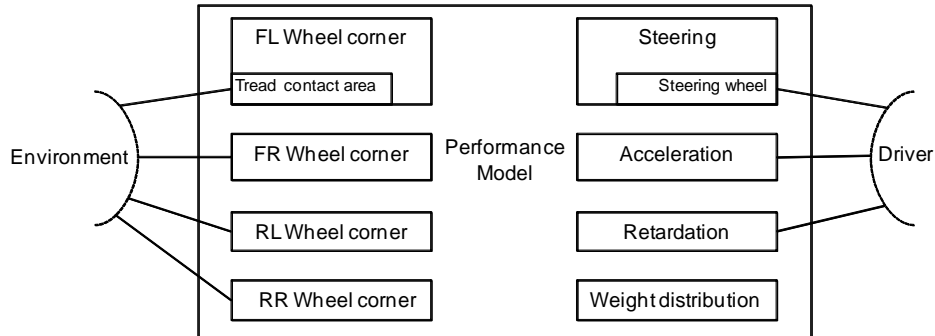 FL Wheel corner
Tread contact area
FR Wheel corner
RL Wheel corner
RR Wheel corner
Environment
Performance
Model
Steering
Steering wheel
Acceleration
Retardation
Weight distribution
Driver